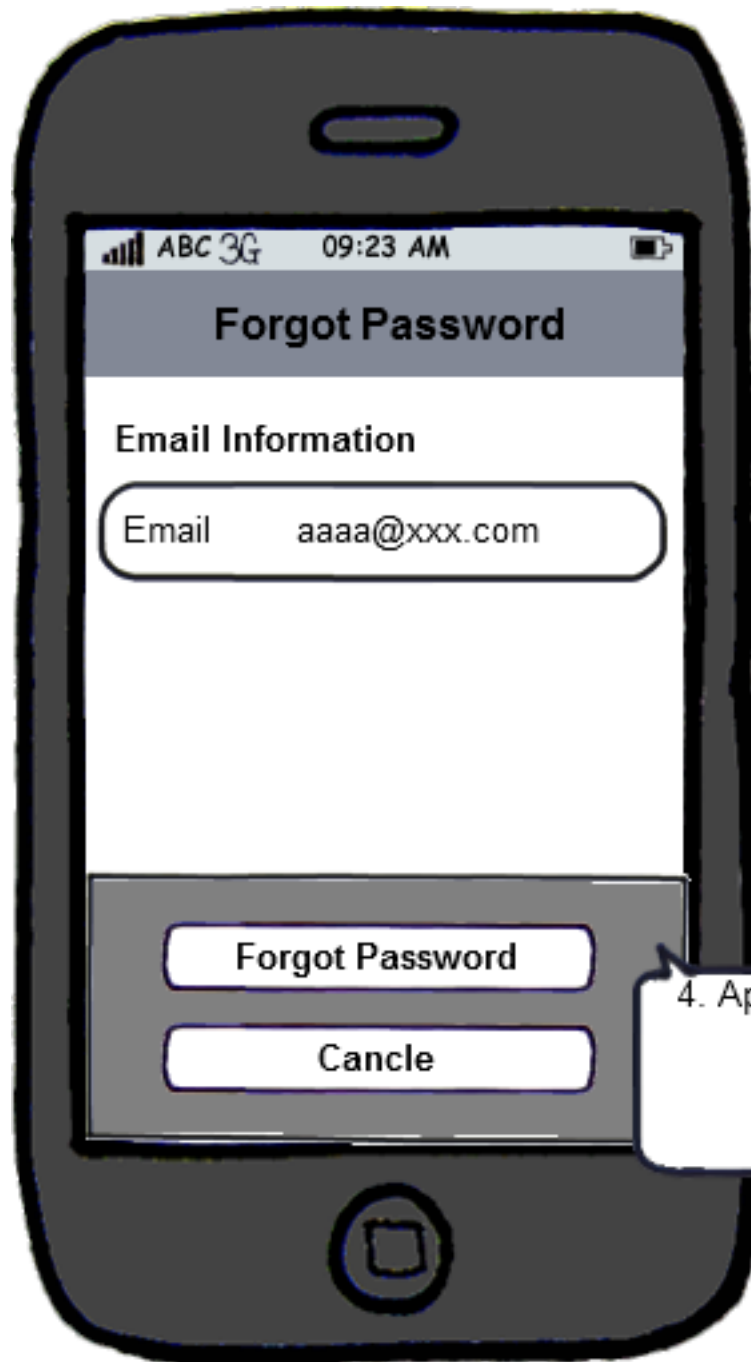 ABC 3G 09:23 AM
Forgot Password
Email Information
Email aaaa@xxx.com
Forgot Password
Cancle
4. Ap